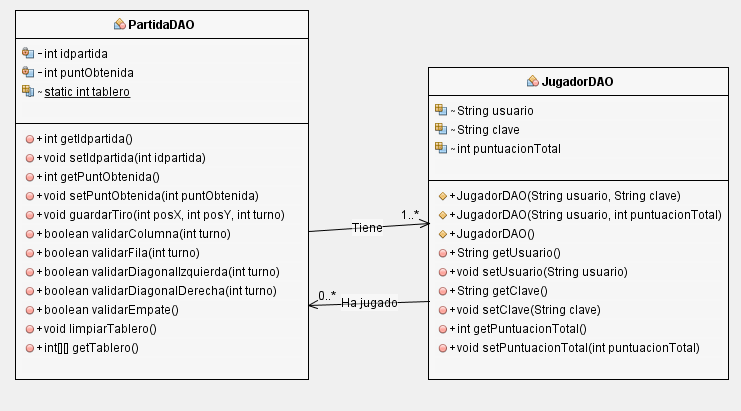 PartidaDAO
- int idpartida
- int puntObtenida
~ static int tablero
+ int getIdpartida()
+ void setIdpartida(int idpartida)
+ int getPuntObtenida()
+ void setPuntObtenida(int puntObtenida)
+ void guardarTiro(int posX, int posY, int turno)
+ boolean validarColumna(int turno)
+ boolean validarFila(int turno)
+ boolean validarDiagonalIzquierda(int turno)
+ boolean validarDiagonalDerecha(int turno)
+ boolean validarEmpate()
+ void limpiarTablero()
+ int[][] getTablero()
Tiene
1..*
0..*
Ha jugado
JugadorDAO
~ String usuario
~ String clave
~ int puntuacionTotal
+ JugadorDAO(String usuario, String clave)
+ JugadorDAO(String usuario, int puntuacionTotal)
+ JugadorDAO()
+ String getUsuario()
+ void setUsuario(String usuario)
+ String getClave()
+ void setClave(String clave)
+ int getPuntuacionTotal()
+ void setPuntuacionTotal(int puntuacionTotal)